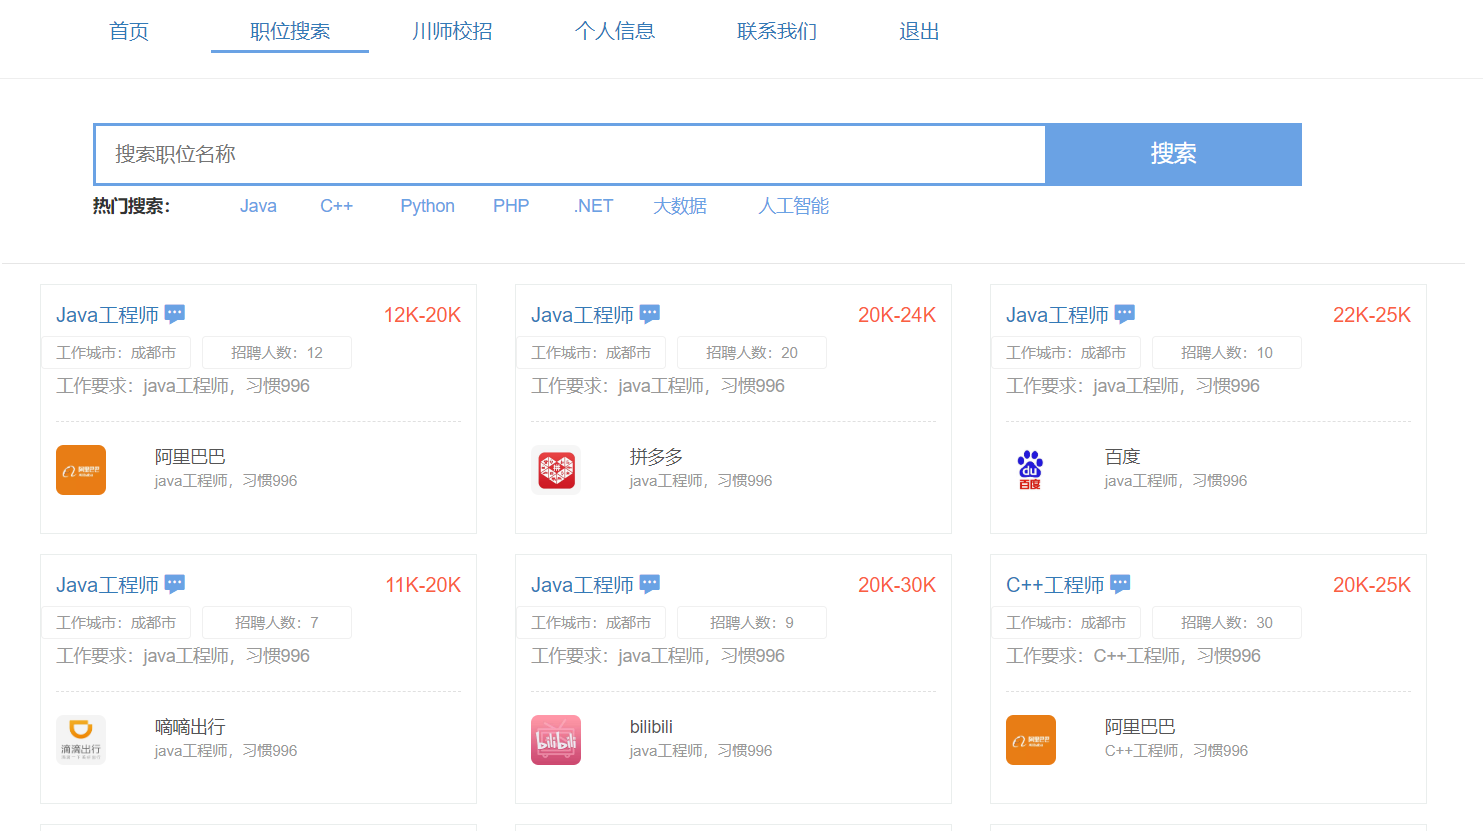 首页 职位搜索 川师校招 个人信息 联系我们 退出
搜索职位名称 搜索
热门搜索： Java C++ Python PHP .NET 大数据 人工智能
Java工程师 12K-20K
工作城市：成都市 招聘人数：12
工作要求：java工程师，习惯996
阿里巴巴
阿里巴巴
java工程师，习惯996
Java工程师 20K-24K
工作城市：成都市 招聘人数：20
工作要求：java工程师，习惯996
拼
拼多多
java工程师，习惯996
Java工程师 22K-25K
工作城市：成都市 招聘人数：10
工作要求：java工程师，习惯996
du
百度
百度
java工程师，习惯996
Java工程师 11K-20K
工作城市：成都市 招聘人数：7
工作要求：java工程师，习惯996
滴滴出行
嘀嘀出行
java工程师，习惯996
Java工程师 20K-30K
工作城市：成都市 招聘人数：9
工作要求：java工程师，习惯996
bilibili
bilibili
java工程师，习惯996
C++工程师 20K-25K
工作城市：成都市 招聘人数：30
工作要求：C++工程师，习惯996
阿里巴巴
阿里巴巴
C++工程师，习惯996